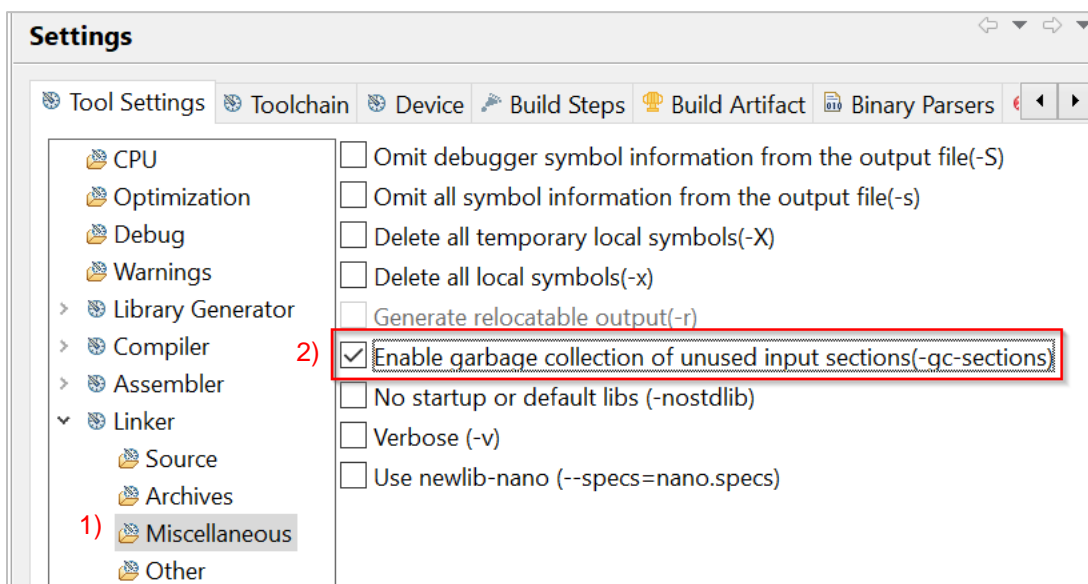 Settings
Tool Settings Toolchain Device Build Steps Build Artifact Binary Parsers
CPU
Optimization
Debug
Warnings
Library Generator
Compiler
Assembler
Linker
Source
Archives
1) Miscellaneous
Other
Omit debugger symbol information from the output file(-S)
Omit all symbol information from the output file(-s)
Delete all temporary local symbols(-X)
Delete all local symbols(-x)
Generate relocatable output(-r)
2) Enable garbage collection of unused input sections(-gc-sections)
No startup or default libs (-nostdlib)
Verbose (-v)
Use newlib-nano (--specs=nano.specs)